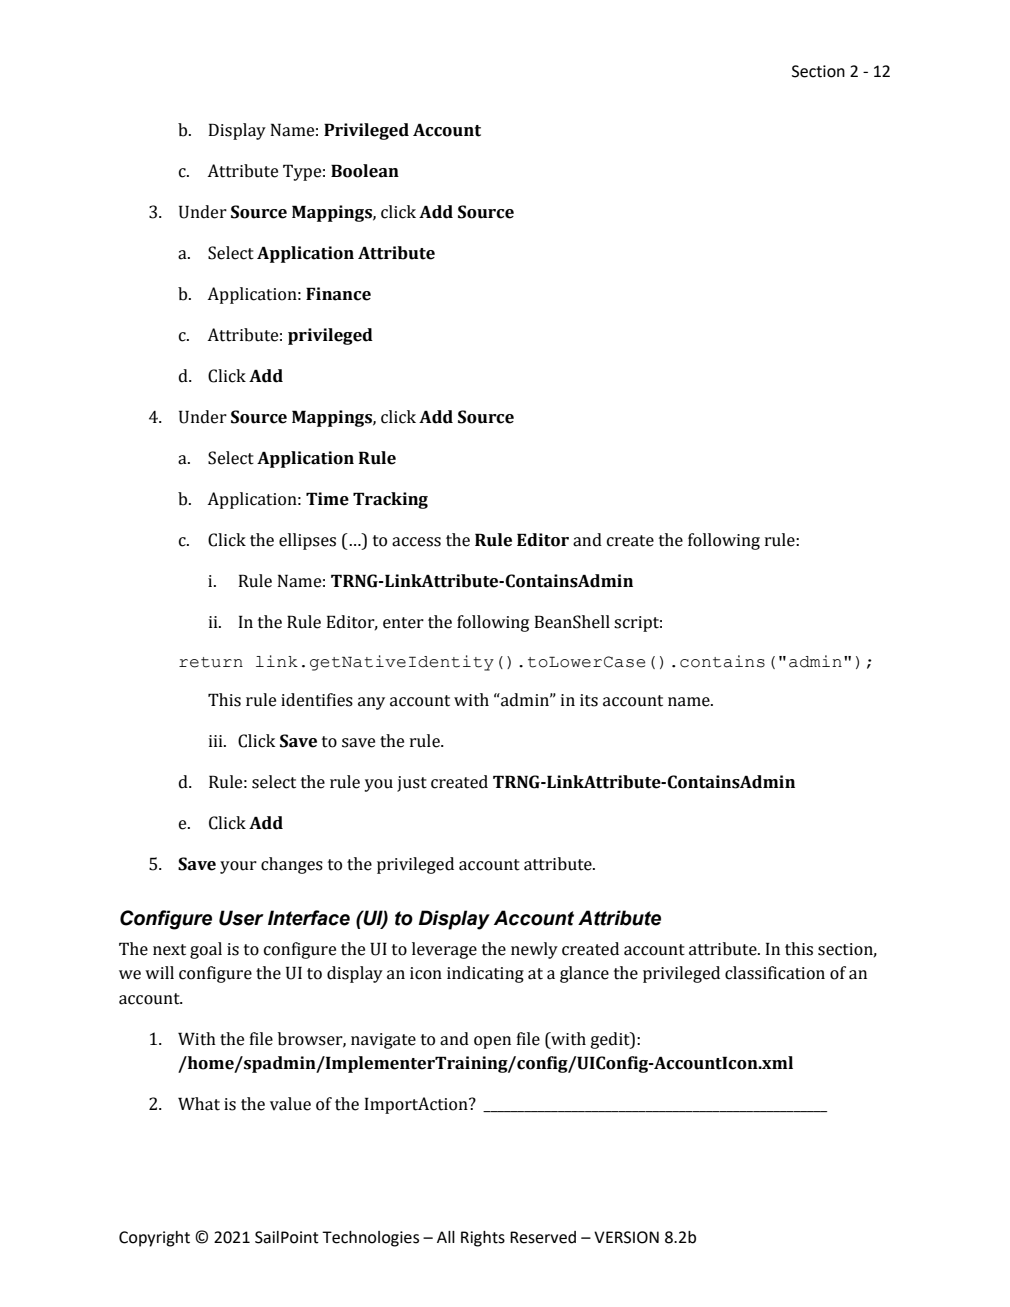 Section 2 - 12
b. Display Name: Privileged Account
c. Attribute Type: Boolean
3. Under Source Mappings, click Add Source
a. Select Application Attribute
b. Application: Finance
c. Attribute: privileged
d. Click Add
4. Under Source Mappings, click Add Source
a. Select Application Rule
b. Application: Time Tracking
c. Click the ellipses (…) to access the Rule Editor and create the following rule:
i. Rule Name: TRNG-LinkAttribute-ContainsAdmin
ii. In the Rule Editor, enter the following BeanShell script:
return link.getNativeIdentity().toLowerCase().contains("admin");
This rule identifies any account with “admin” in its account name.
iii. Click Save to save the rule.
d. Rule: select the rule you just created TRNG-LinkAttribute-ContainsAdmin
e. Click Add
5. Save your changes to the privileged account attribute.
Configure User Interface (UI) to Display Account Attribute
The next goal is to configure the UI to leverage the newly created account attribute. In this section,
we will configure the UI to display an icon indicating at a glance the privileged classification of an
account.
1. With the file browser, navigate to and open file (with gedit):
/home/spadmin/ImplementerTraining/config/UIConfig-AccountIcon.xml
2. What is the value of the ImportAction? ___________________________________________
Copyright © 2021 SailPoint Technologies – All Rights Reserved – VERSION 8.2b